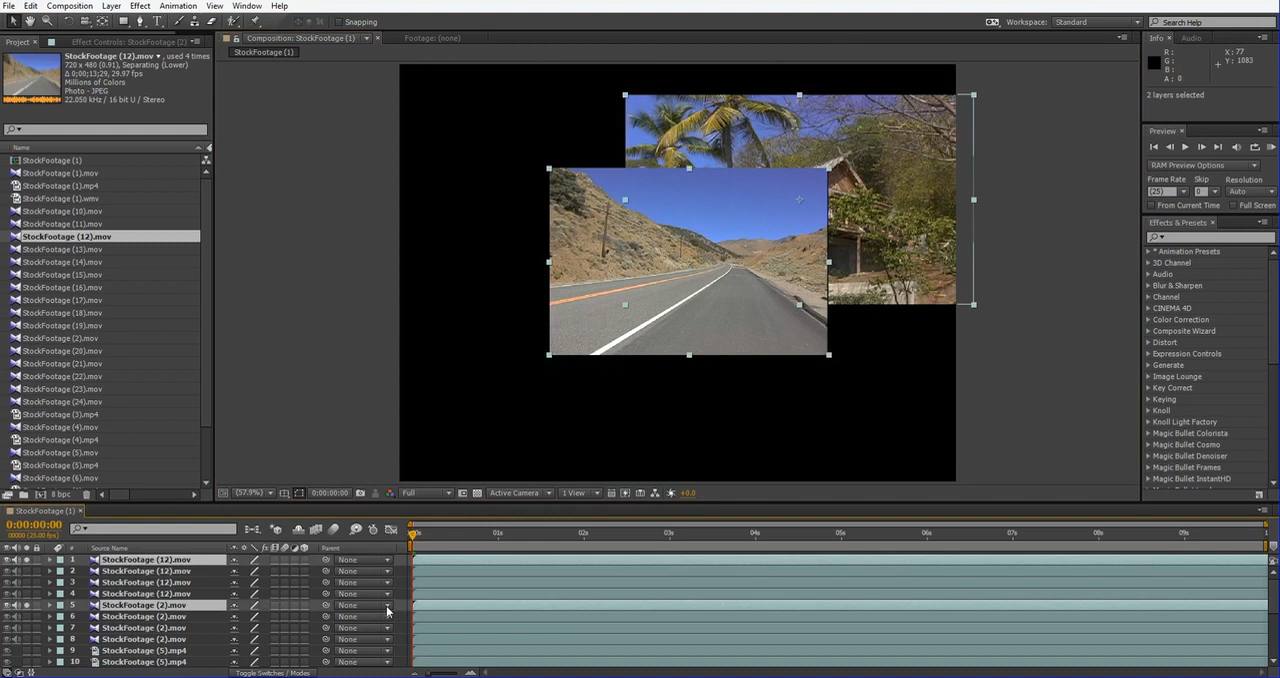 File Edit Composition Layer Effect Animation View Window Help
Snapping Workspace: Standard Search Help
Project Effect Controls: StockFootage (2) Composition: StockFootage (1) Footage: (none) Info Audio
StockFootage (1)
StockFootage (12).mov , used 4 times
720 x 480 (0.91), Separating (Lower)
Δ 0;00;13;29, 29.97 fps
Millions of Colors
Photo - JPEG
22.050 kHz / 16 bit U / Stereo
Name
StockFootage (1)
StockFootage (1).mov
StockFootage (1).mp4
StockFootage (1).wmv
StockFootage (10).mov
StockFootage (11).mov
StockFootage (12).mov
StockFootage (13).mov
StockFootage (14).mov
StockFootage (15).mov
StockFootage (16).mov
StockFootage (17).mov
StockFootage (18).mov
StockFootage (19).mov
StockFootage (2).mov
StockFootage (20).mov
StockFootage (21).mov
StockFootage (22).mov
StockFootage (23).mov
StockFootage (24).mov
StockFootage (3).mp4
StockFootage (4).mov
StockFootage (4).mp4
StockFootage (5).mov
StockFootage (5).mp4
StockFootage (6).mov
8 bpc
(57.9%) 0:00:00:00 Full Active Camera 1 View +0.0
R :
G :
B :
A : 0
X : 77
Y : 1083
2 layers selected
Preview
RAM Preview Options
Frame Rate Skip Resolution
(25) 0 Auto
From Current Time Full Screen
Effects & Presets
* Animation Presets
3D Channel
Audio
Blur & Sharpen
Channel
CINEMA 4D
Color Correction
Composite Wizard
Distort
Expression Controls
Generate
Image Lounge
Key Correct
Keying
Knoll
Knoll Light Factory
Magic Bullet Colorista
Magic Bullet Cosmo
Magic Bullet Denoiser
Magic Bullet Frames
Magic Bullet InstantHD
StockFootage (1)
0:00:00:00
00000 (25.00 fps)
01s 02s 03s 04s 05s 06s 07s 08s 09s
# Source Name Parent
1 StockFootage (12).mov None
2 StockFootage (12).mov None
3 StockFootage (12).mov None
4 StockFootage (12).mov None
5 StockFootage (2).mov None
6 StockFootage (2).mov None
7 StockFootage (2).mov None
8 StockFootage (2).mov None
9 StockFootage (5).mp4 None
10 StockFootage (5).mp4 None
Toggle Switches / Modes